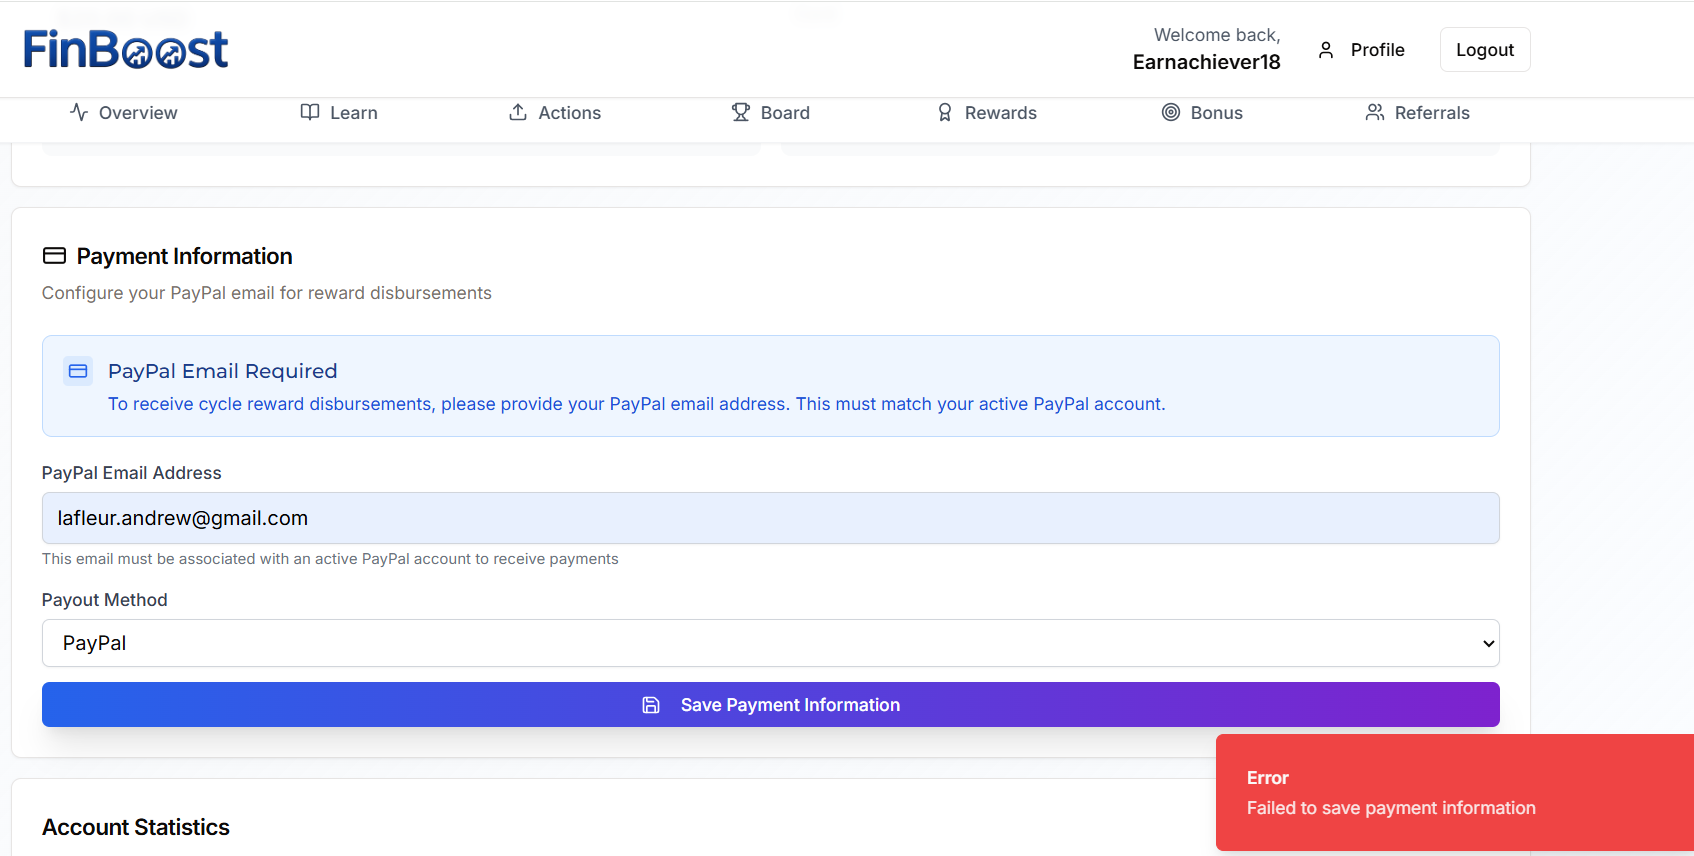 FinBoost
Welcome back,
Earnachiever18
Profile
Logout
Overview
Learn
Actions
Board
Rewards
Bonus
Referrals
Payment Information
Configure your PayPal email for reward disbursements
PayPal Email Required
To receive cycle reward disbursements, please provide your PayPal email address. This must match your active PayPal account.
PayPal Email Address
lafleur.andrew@gmail.com
This email must be associated with an active PayPal account to receive payments
Payout Method
PayPal
Save Payment Information
Error
Failed to save payment information
Account Statistics